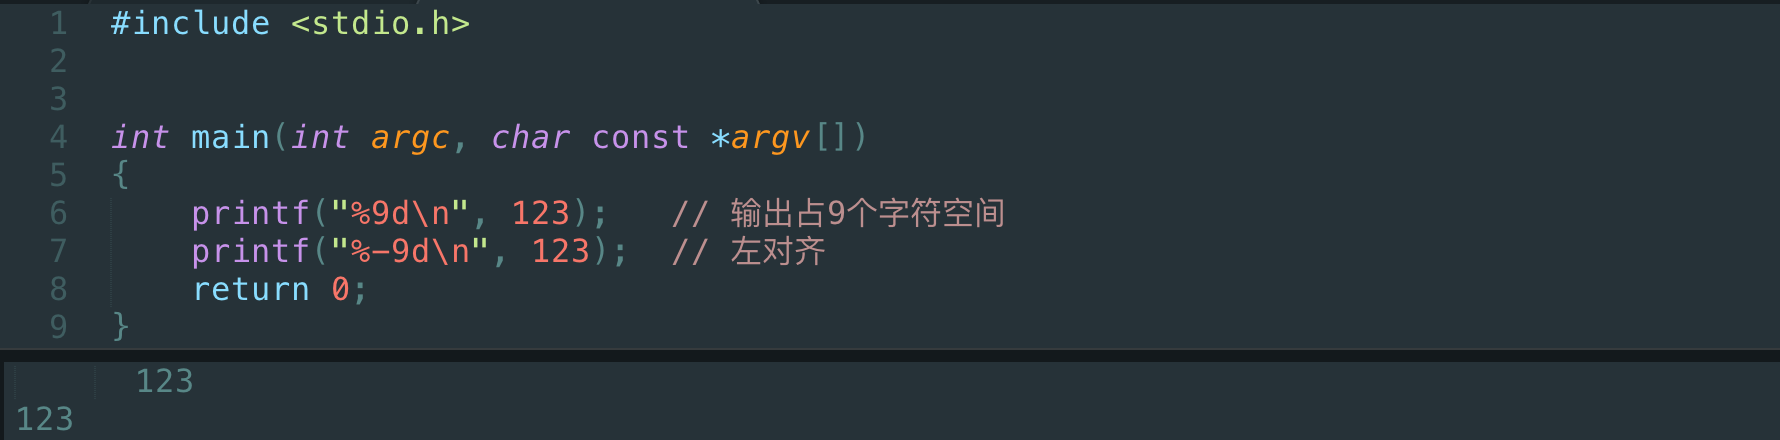 1 #include <stdio.h>
2
3
4 int main(int argc, char const *argv[])
5 {
6     printf("%9d\n", 123);   // 输出占9个字符空间
7     printf("%-9d\n", 123);  // 左对齐
8     return 0;
9 }
      123
123